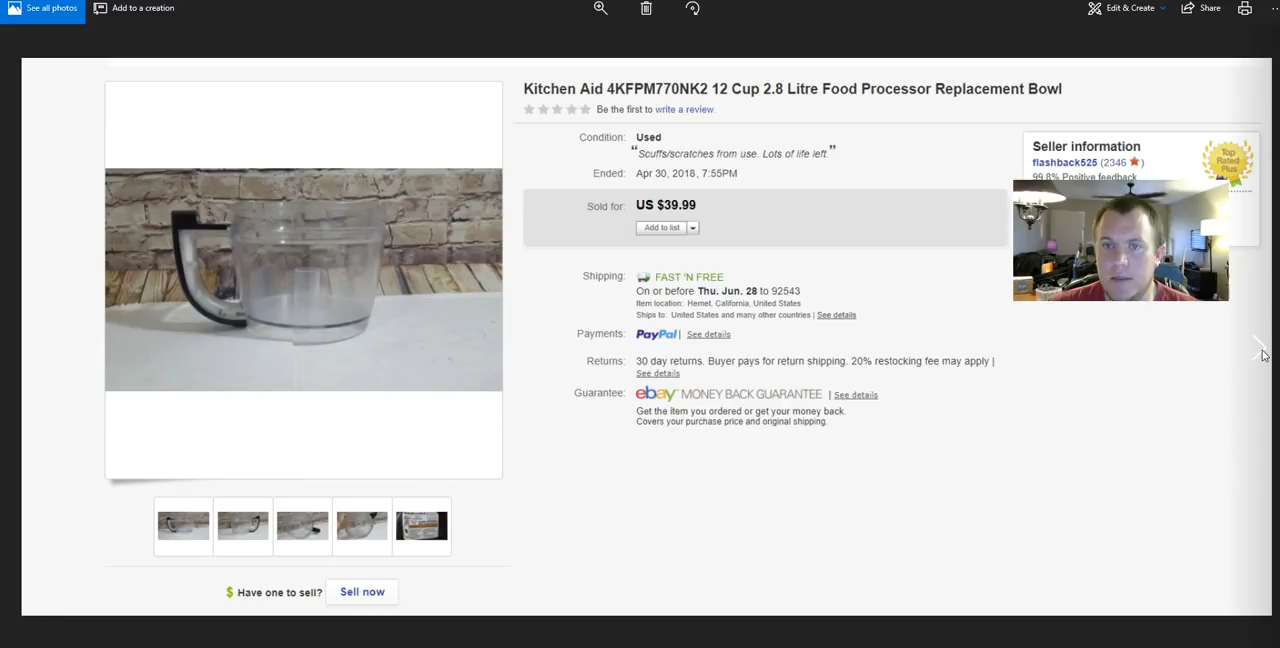 See all photos
Add to a creation
Edit & Create
Share
Kitchen Aid 4KFPM770NK2 12 Cup 2.8 Litre Food Processor Replacement Bowl
Be the first to write a review.
Condition: Used
“Scuffs/scratches from use. Lots of life left.”
Ended: Apr 30, 2018, 7:55PM
Sold for: US $39.99
Add to list
Shipping: FAST 'N FREE
On or before Thu. Jun. 28 to 92543
Item location: Hemet, California, United States
Ships to: United States and many other countries | See details
Payments: PayPal | See details
Returns: 30 day returns. Buyer pays for return shipping. 20% restocking fee may apply |
See details
Guarantee: ebay MONEY BACK GUARANTEE | See details
Get the item you ordered or get your money back.
Covers your purchase price and original shipping.
Seller information
flashback525 (2346 )
99.8% Positive feedback
Top
Rated
Plus
$ Have one to sell? Sell now